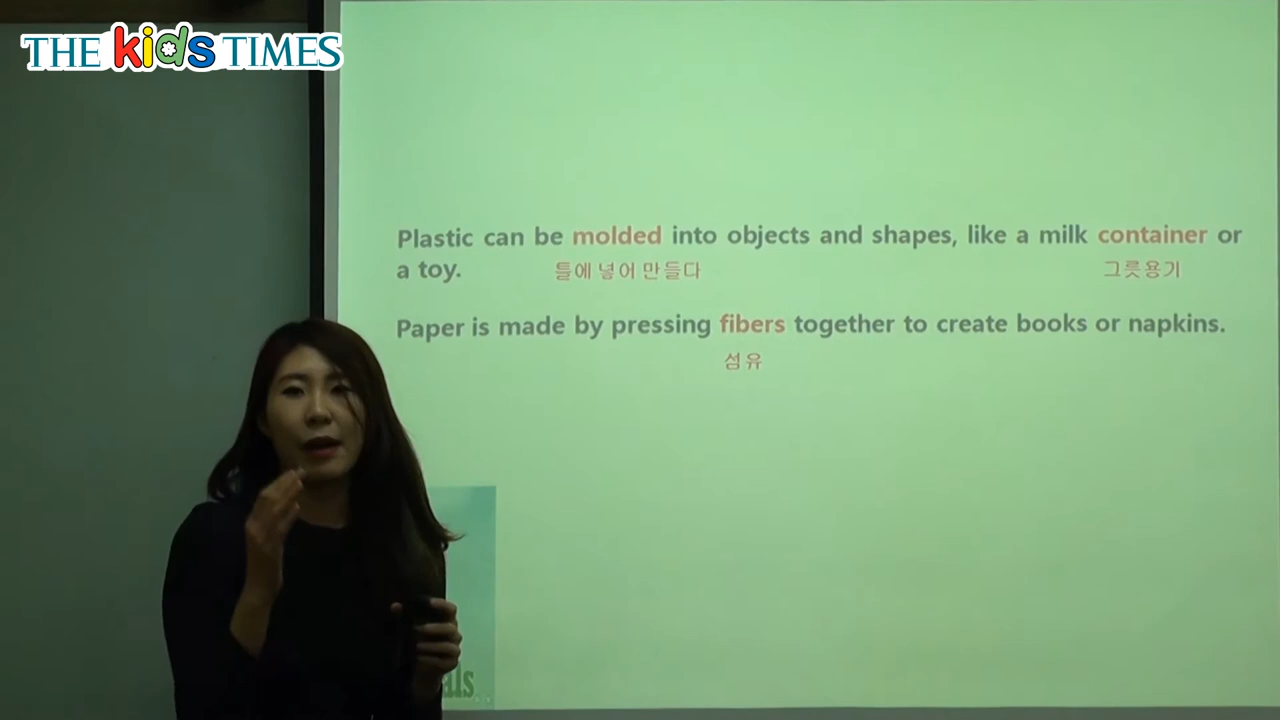 THE kids TIMES
Plastic can be molded into objects and shapes, like a milk container or
a toy. 틀에 넣어 만들다 그릇용기
Paper is made by pressing fibers together to create books or napkins.
섬유